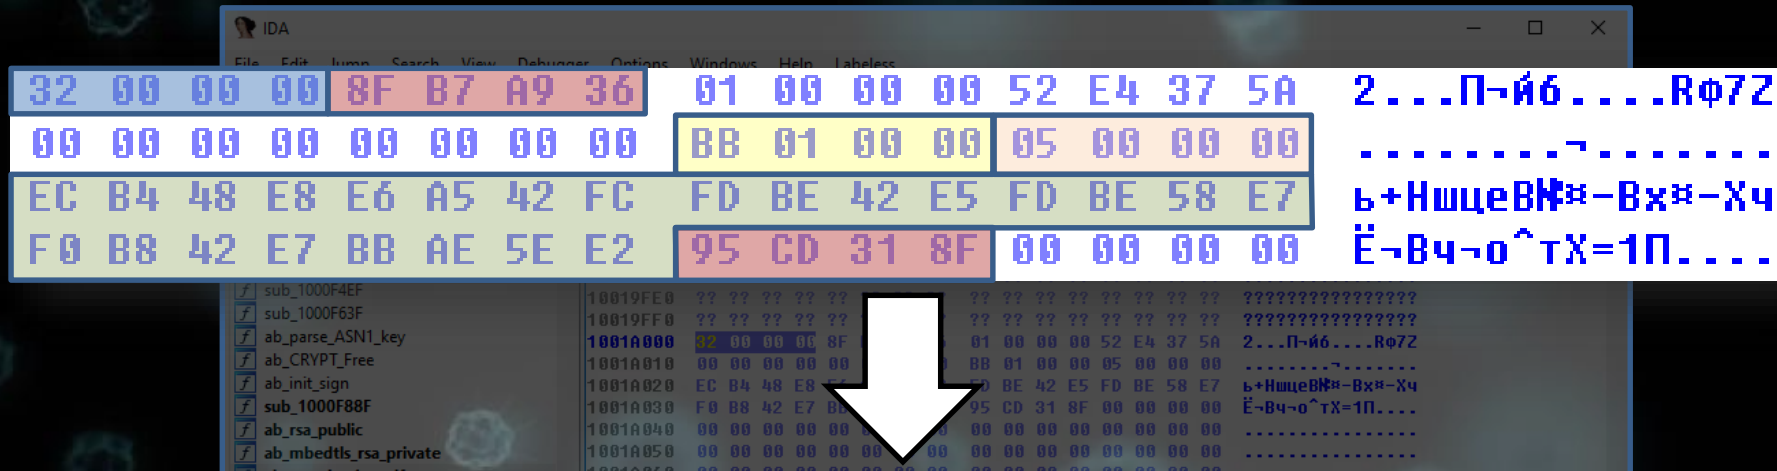 IDA
File Edit Jump Search View Debugger Options Windows Help Labeless
32 00 00 00 8F B7 A9 36 01 00 00 00 52 E4 37 5A 2...П¬й6....Rф7Z
00 00 00 00 00 00 00 00 BB 01 00 00 05 00 00 00 ........¬.......
EC B4 48 E8 E6 A5 42 FC FD BE 42 E5 FD BE 58 E7 ь+НшцеВ№¤-Вх¤-Хч
F0 B8 42 E7 BB AE 5E E2 95 CD 31 8F 00 00 00 00 Ё¬Вч¬о^тХ=1П....
f sub_1000F4EF
f sub_1000F63F
f ab_parse_ASN1_key
f ab_CRYPT_Free
f ab_init_sign
f sub_1000F88F
f ab_rsa_public
f ab_mbedtls_rsa_private
10019FE0 ?? ?? ?? ?? ?? ?? ?? ?? ?? ?? ?? ?? ?? ????????????????
10019FF0 ?? ?? ?? ?? ?? ?? ?? ?? ?? ?? ?? ?? ?? ????????????????
1001A000 32 00 00 00 8F 01 00 00 00 52 E4 37 5A 2...П¬й6....Rф7Z
1001A010 00 00 00 00 00 BB 01 00 00 05 00 00 00 ........¬.......
1001A020 EC B4 48 E8 BE 42 E5 FD BE 58 E7 ь+НшцеВ№¤-Вх¤-Хч
1001A030 F0 B8 42 E7 95 CD 31 8F 00 00 00 00 Ё¬Вч¬о^тХ=1П....
1001A040 00 00 00 00 00 00 00 00 00 00 00 00 00 00 ................
1001A050 00 00 00 00 00 00 00 00 00 00 00 00 00 00 00 ................